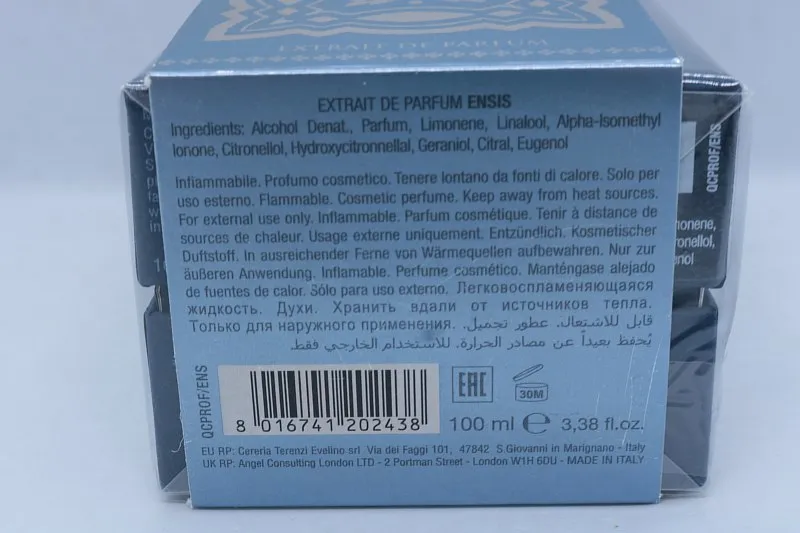 EXTRAIT DE PARFUM
EXTRAIT DE PARFUM ENSIS
Ingredients: Alcohol Denat., Parfum, Limonene, Linalool, Alpha-Isomethyl
Ionone, Citronellol, Hydroxycitronnellal, Geraniol, Citral, Eugenol
Infiammabile. Profumo cosmetico. Tenere lontano da fonti di calore. Solo per
uso esterno. Flammable. Cosmetic perfume. Keep away from heat sources.
For external use only. Inflammable. Parfum cosmétique. Tenir à distance de
sources de chaleur. Usage externe uniquement. Entzündlich. Kosmetischer
Duftstoff. In ausreichender Ferne von Wärmequellen aufbewahren. Nur zur
äußeren Anwendung. Inflamable. Perfume cosmético. Manténgase alejado
de fuentes de calor. Sólo para uso externo. Легковоспламеняющаяся
жидкость. Духи. Хранить вдали от источников тепла.
Только для наружного применения. قابل للاشتعال. عطور تجميل.
يُحفظ بعيداً عن مصادر الحرارة. للاستخدام الخارجي فقط.
QCPROF/ENS
8 016741 202438
EAC
30M
100 ml e 3,38 fl.oz.
EU RP: Cereria Terenzi Evelino srl Via dei Faggi 101, 47842 S.Giovanni in Marignano - Italy
UK RP: Angel Consulting London LTD - 2 Portman Street - London W1H 6DU - MADE IN ITALY
QCPROF/ENS